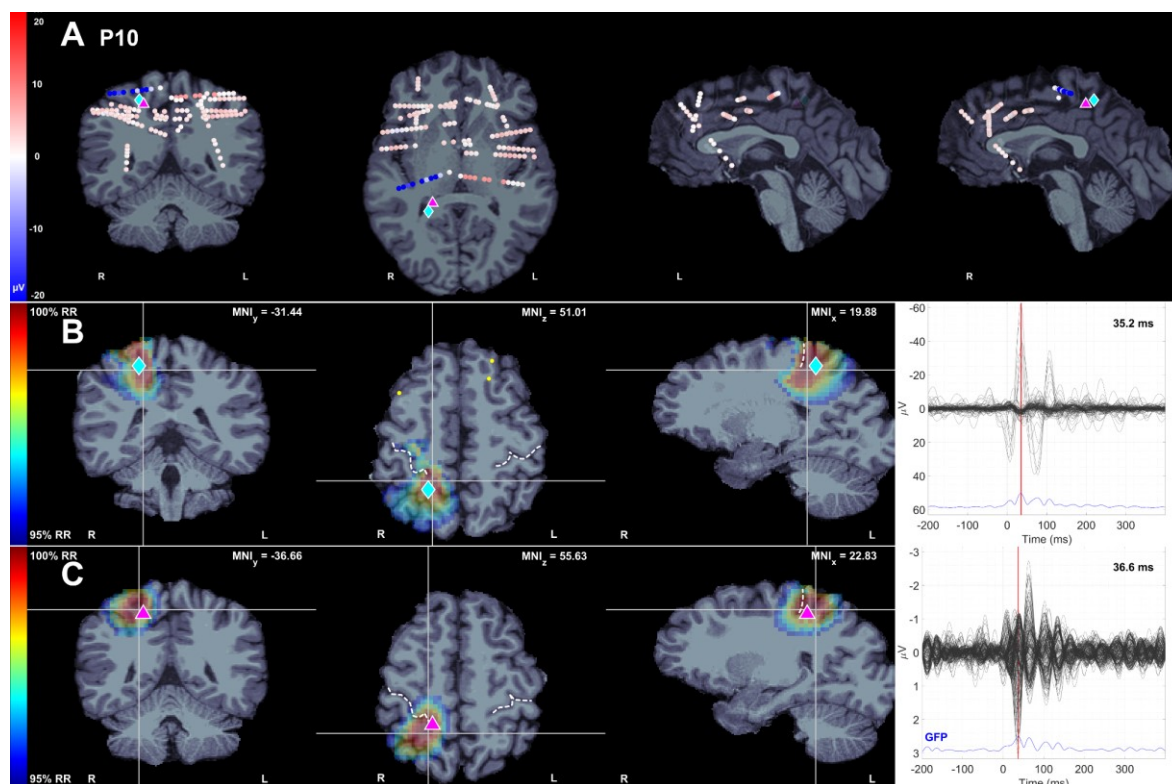 20
A P10
10
0
-10
µV
-20
R L
R L
L
R
100% RR
B
MNIy = -31.44
MNIz = 51.01
MNIx = 19.88
35.2 ms
-60
-40
-20
0
20
40
60
µV
95% RR
R L
R L
R L
-200 -100 0 100 200 300
Time (ms)
100% RR
C
MNIy = -36.66
MNIz = 55.63
MNIx = 22.83
36.6 ms
-3
-2
-1
0
1
2
3
µV
GFP
95% RR
R L
R L
R L
-200 -100 0 100 200 300
Time (ms)